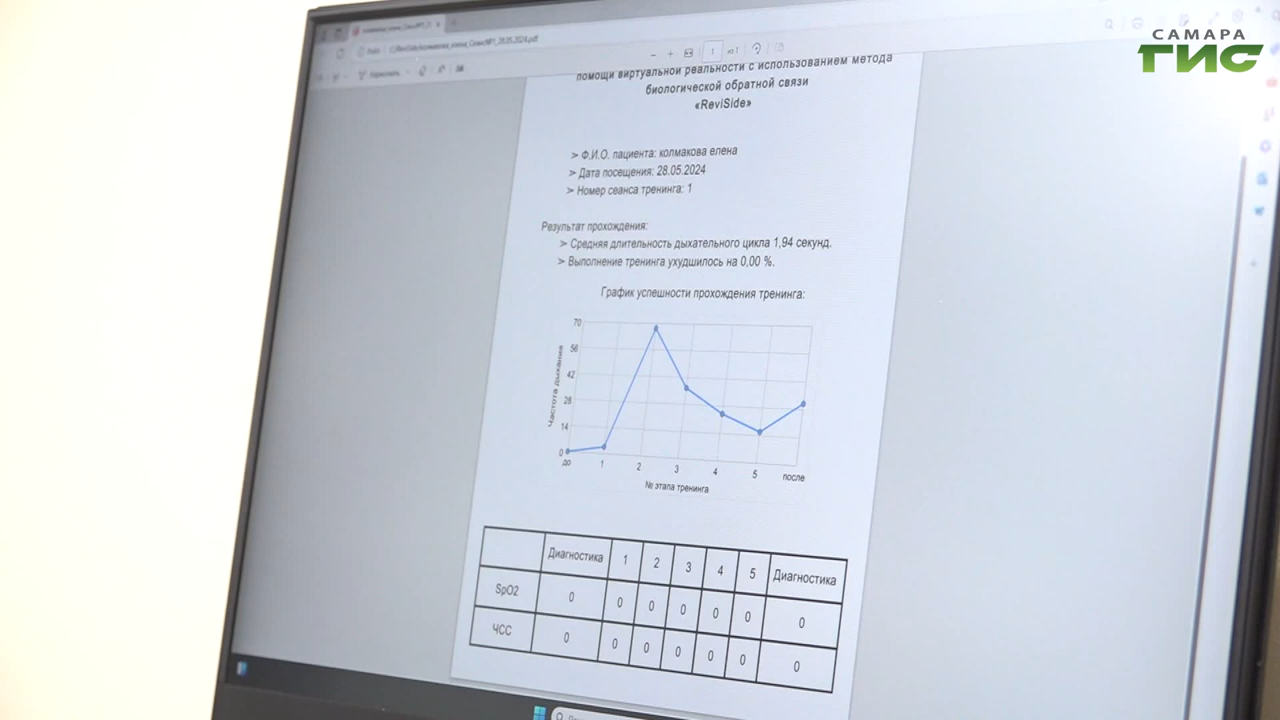 САМАРА
ГИС
помощи виртуальной реальности с использованием метода
биологической обратной связи
«ReviSide»
> Ф.И.О. пациента: колмакова елена
> Дата посещения: 28.05.2024
> Номер сеанса тренинга: 1
Результат прохождения:
> Средняя длительность дыхательного цикла 1,94 секунд.
> Выполнение тренинга ухудшилось на 0,00 %.
График успешности прохождения тренинга:
70
56
42
28
14
0
Частота дыхания
до 1 2 3 4 5 после
№ этапа тренинга
Диагностика 1 2 3 4 5 Диагностика
SpO2 0 0 0 0 0 0 0
ЧСС 0 0 0 0 0 0 0